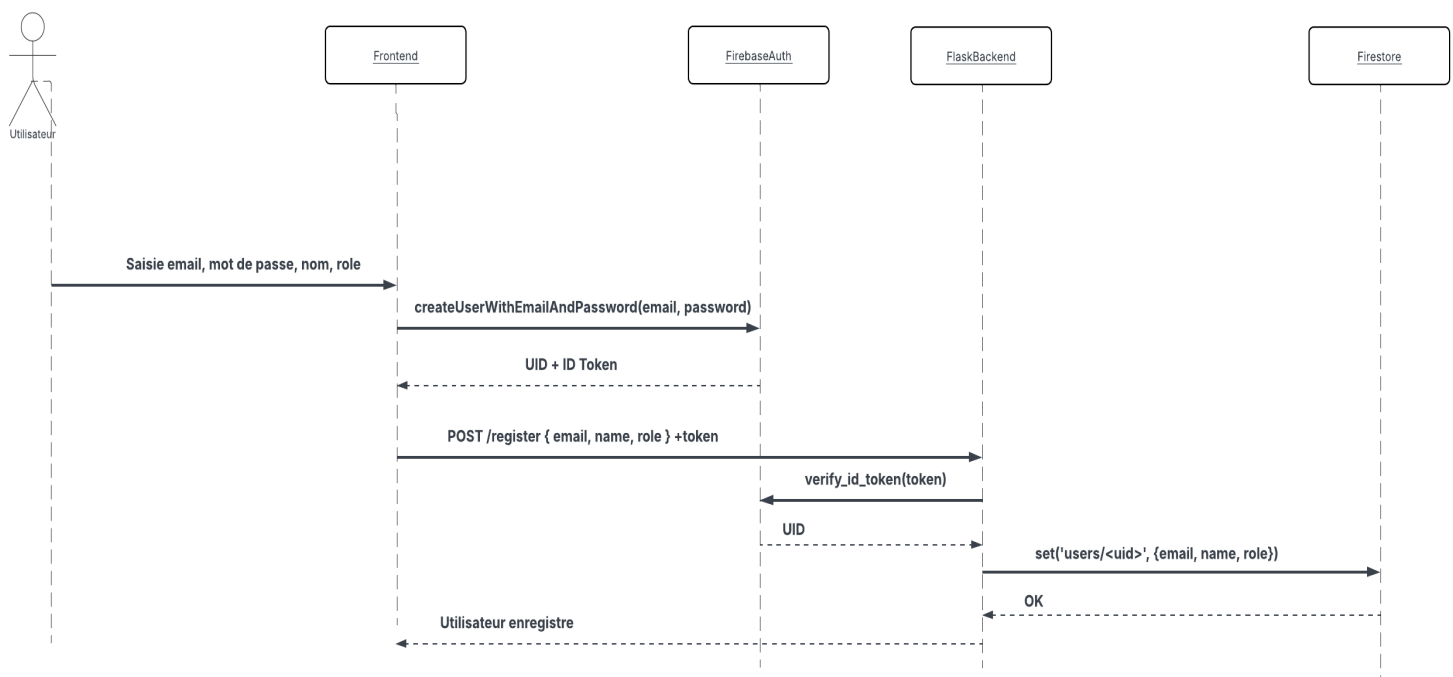 Frontend
FirebaseAuth
FlaskBackend
Firestore
Utilisateur
Saisie email, mot de passe, nom, role
createUserWithEmailAndPassword(email, password)
UID + ID Token
POST /register { email, name, role } +token
verify_id_token(token)
UID
set('users/<uid>', {email, name, role})
OK
Utilisateur enregistre